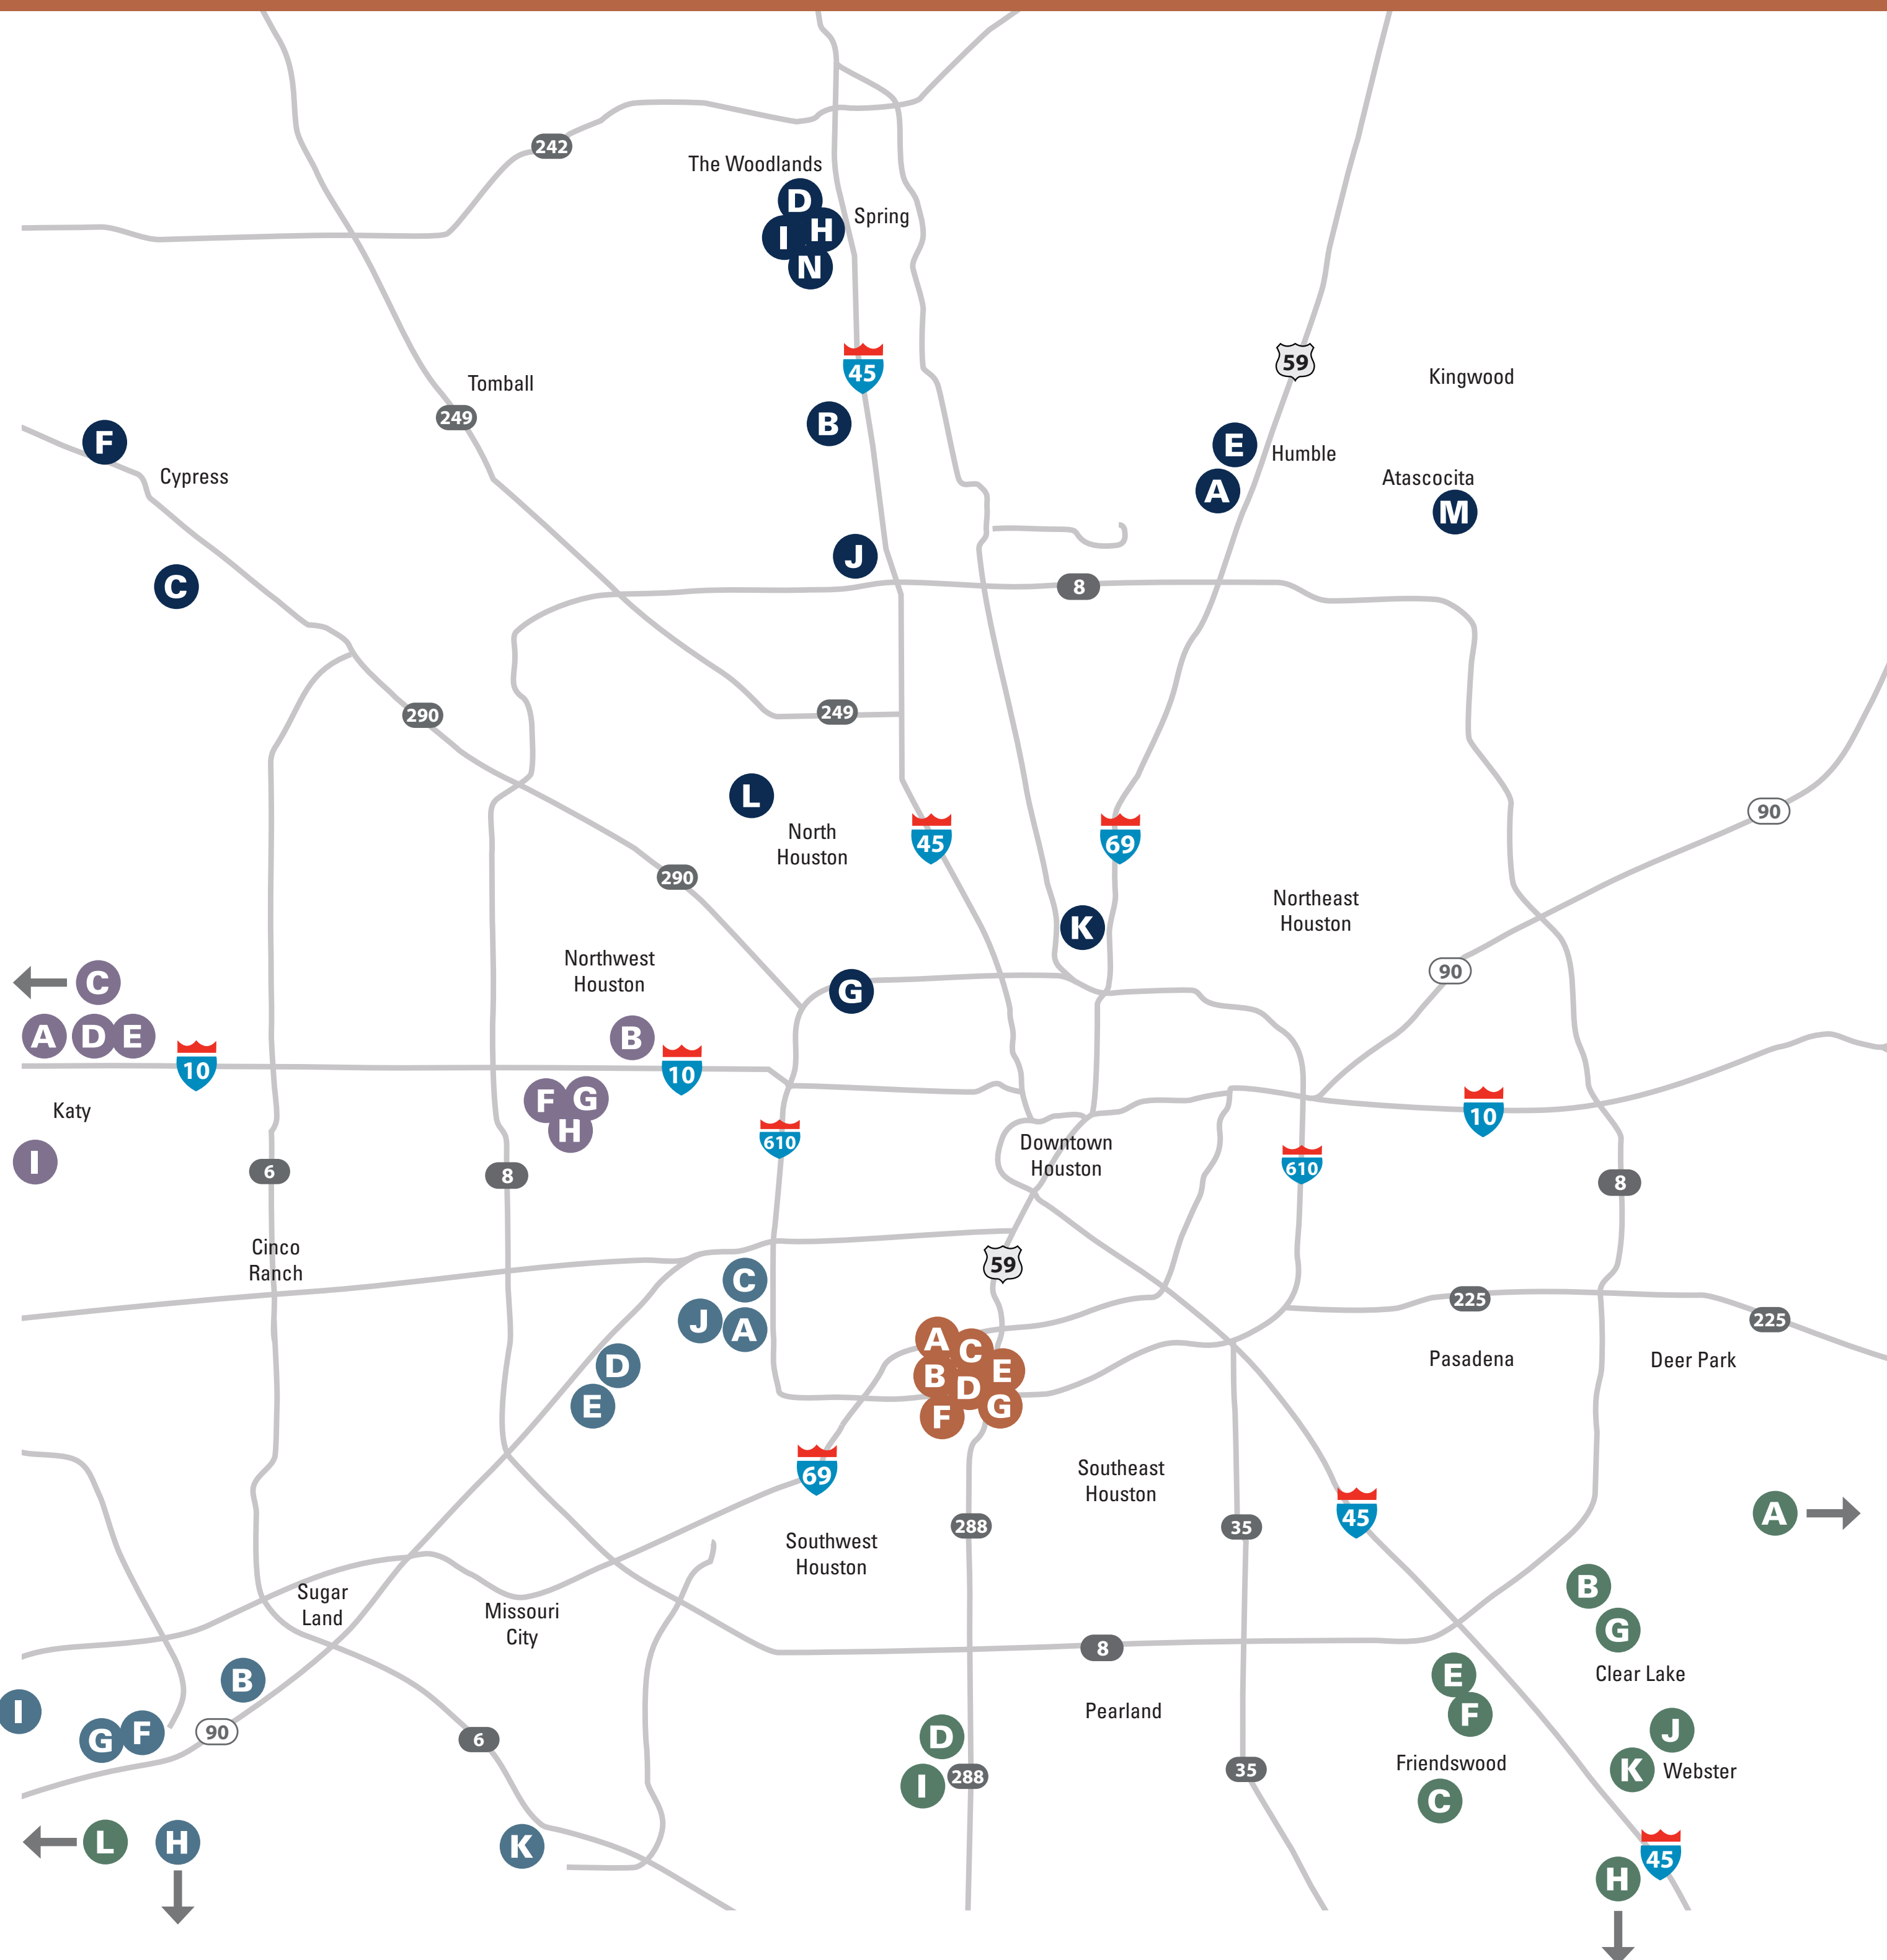 242
The Woodlands
D
Spring
H
I
N
59
45
Kingwood
Tomball
249
B
F
E
Humble
Cypress
Atascocita
A
M
J
C
8
290
249
L
90
North
Houston
45
69
290
Northeast
Houston
K
Northwest
Houston
90
C
G
A
D
E
B
10
10
F
G
Katy
10
H
610
Downtown
Houston
I
610
6
8
8
Cinco
Ranch
59
C
225
J
A
225
A
C
Pasadena
Deer Park
D
B
E
D
E
F
G
69
Southeast
Houston
45
A
288
35
Southwest
Houston
B
Sugar
Land
Missouri
City
G
8
Clear Lake
B
E
I
Pearland
F
G
F
90
6
D
J
Friendswood
K
Webster
I
288
35
C
L
H
K
45
H